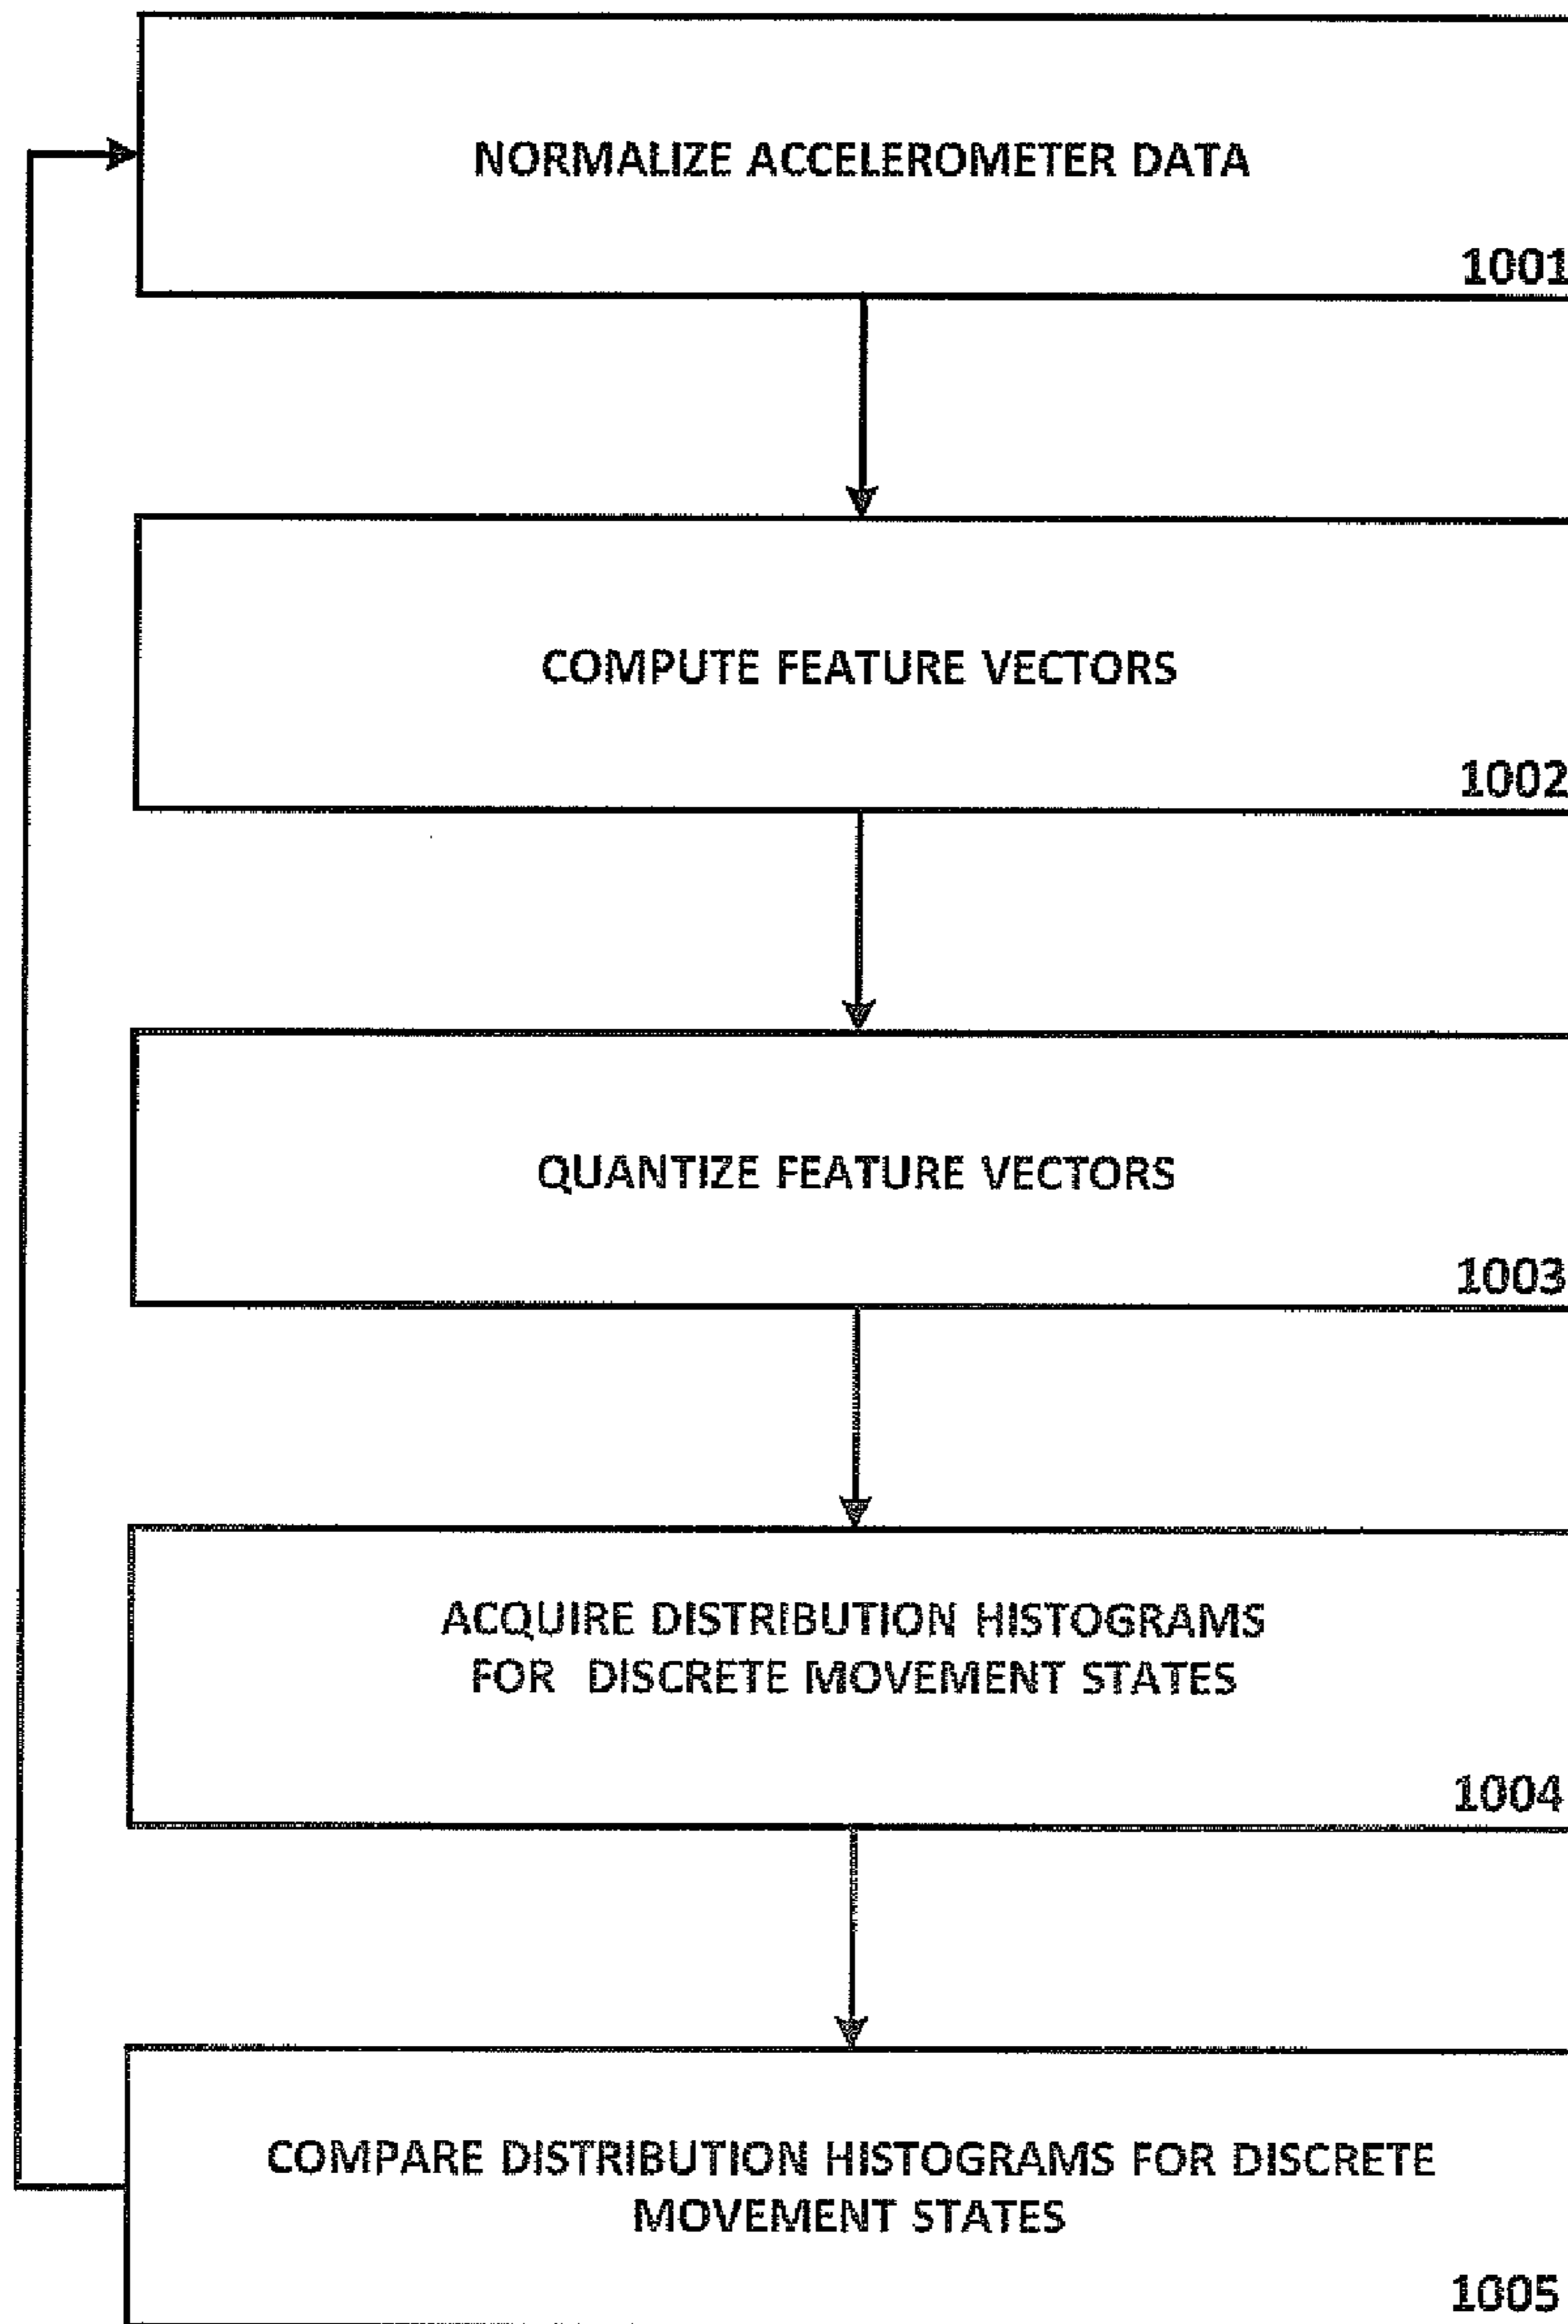 NORMALIZE ACCELEROMETER DATA
1001
COMPUTE FEATURE VECTORS
1002
QUANTIZE FEATURE VECTORS
1003
ACQUIRE DISTRIBUTION HISTOGRAMS
FOR DISCRETE MOVEMENT STATES
1004
COMPARE DISTRIBUTION HISTOGRAMS FOR DISCRETE
MOVEMENT STATES
1005